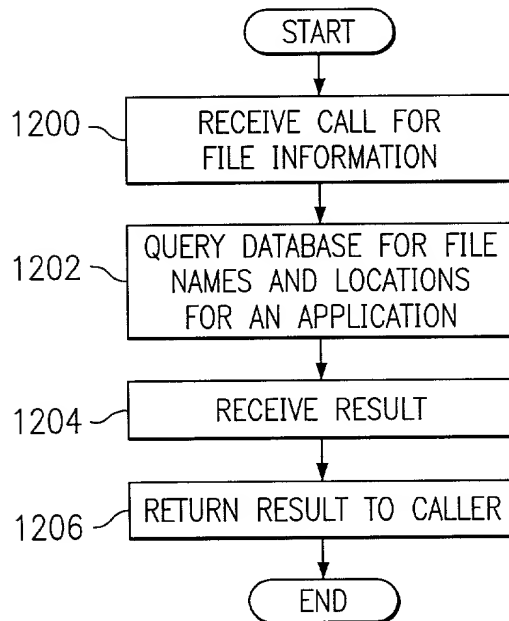 START
1200
RECEIVE CALL FOR
FILE INFORMATION
1202
QUERY DATABASE FOR FILE
NAMES AND LOCATIONS
FOR AN APPLICATION
1204
RECEIVE RESULT
1206
RETURN RESULT TO CALLER
END